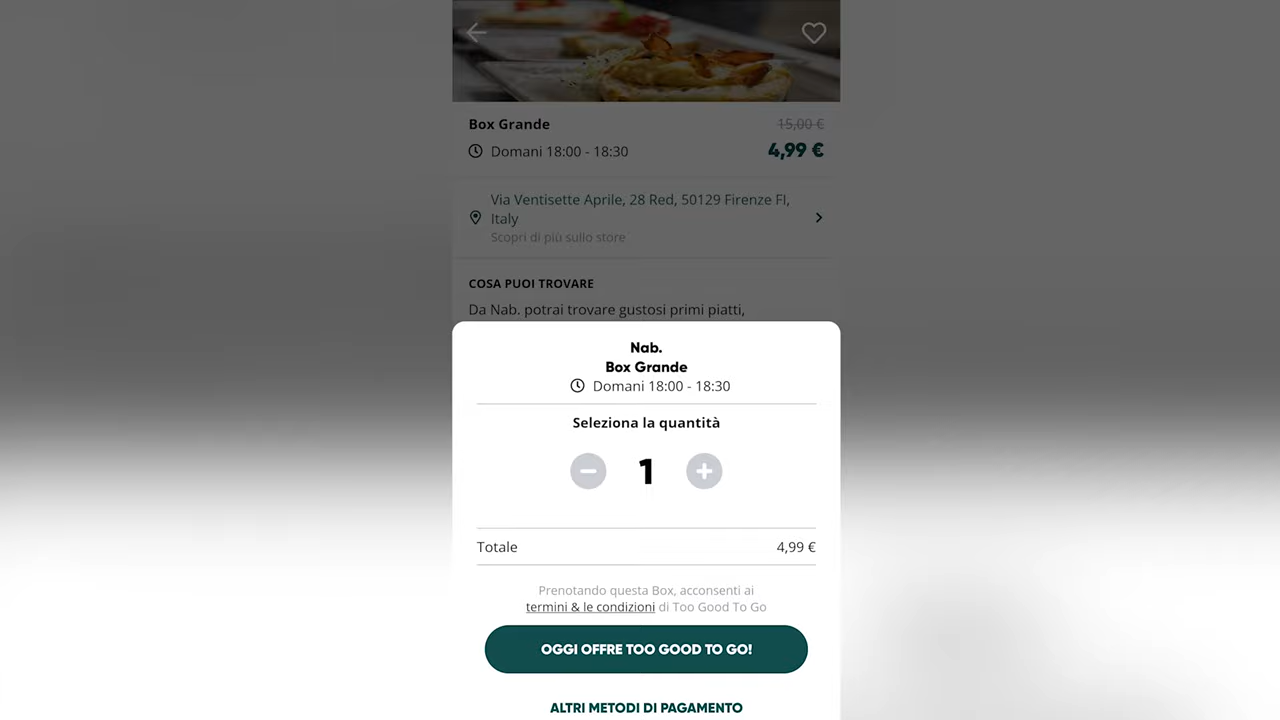 Box Grande
15,00 €
Domani 18:00 - 18:30
4,99 €
Via Ventisette Aprile, 28 Red, 50129 Firenze FI,
Italy
Scopri di più sullo store
COSA PUOI TROVARE
Da Nab. potrai trovare gustosi primi piatti,
Nab.
Box Grande
Domani 18:00 - 18:30
Seleziona la quantità
1
Totale
4,99 €
Prenotando questa Box, acconsenti ai
termini & le condizioni di Too Good To Go
OGGI OFFRE TOO GOOD TO GO!
ALTRI METODI DI PAGAMENTO